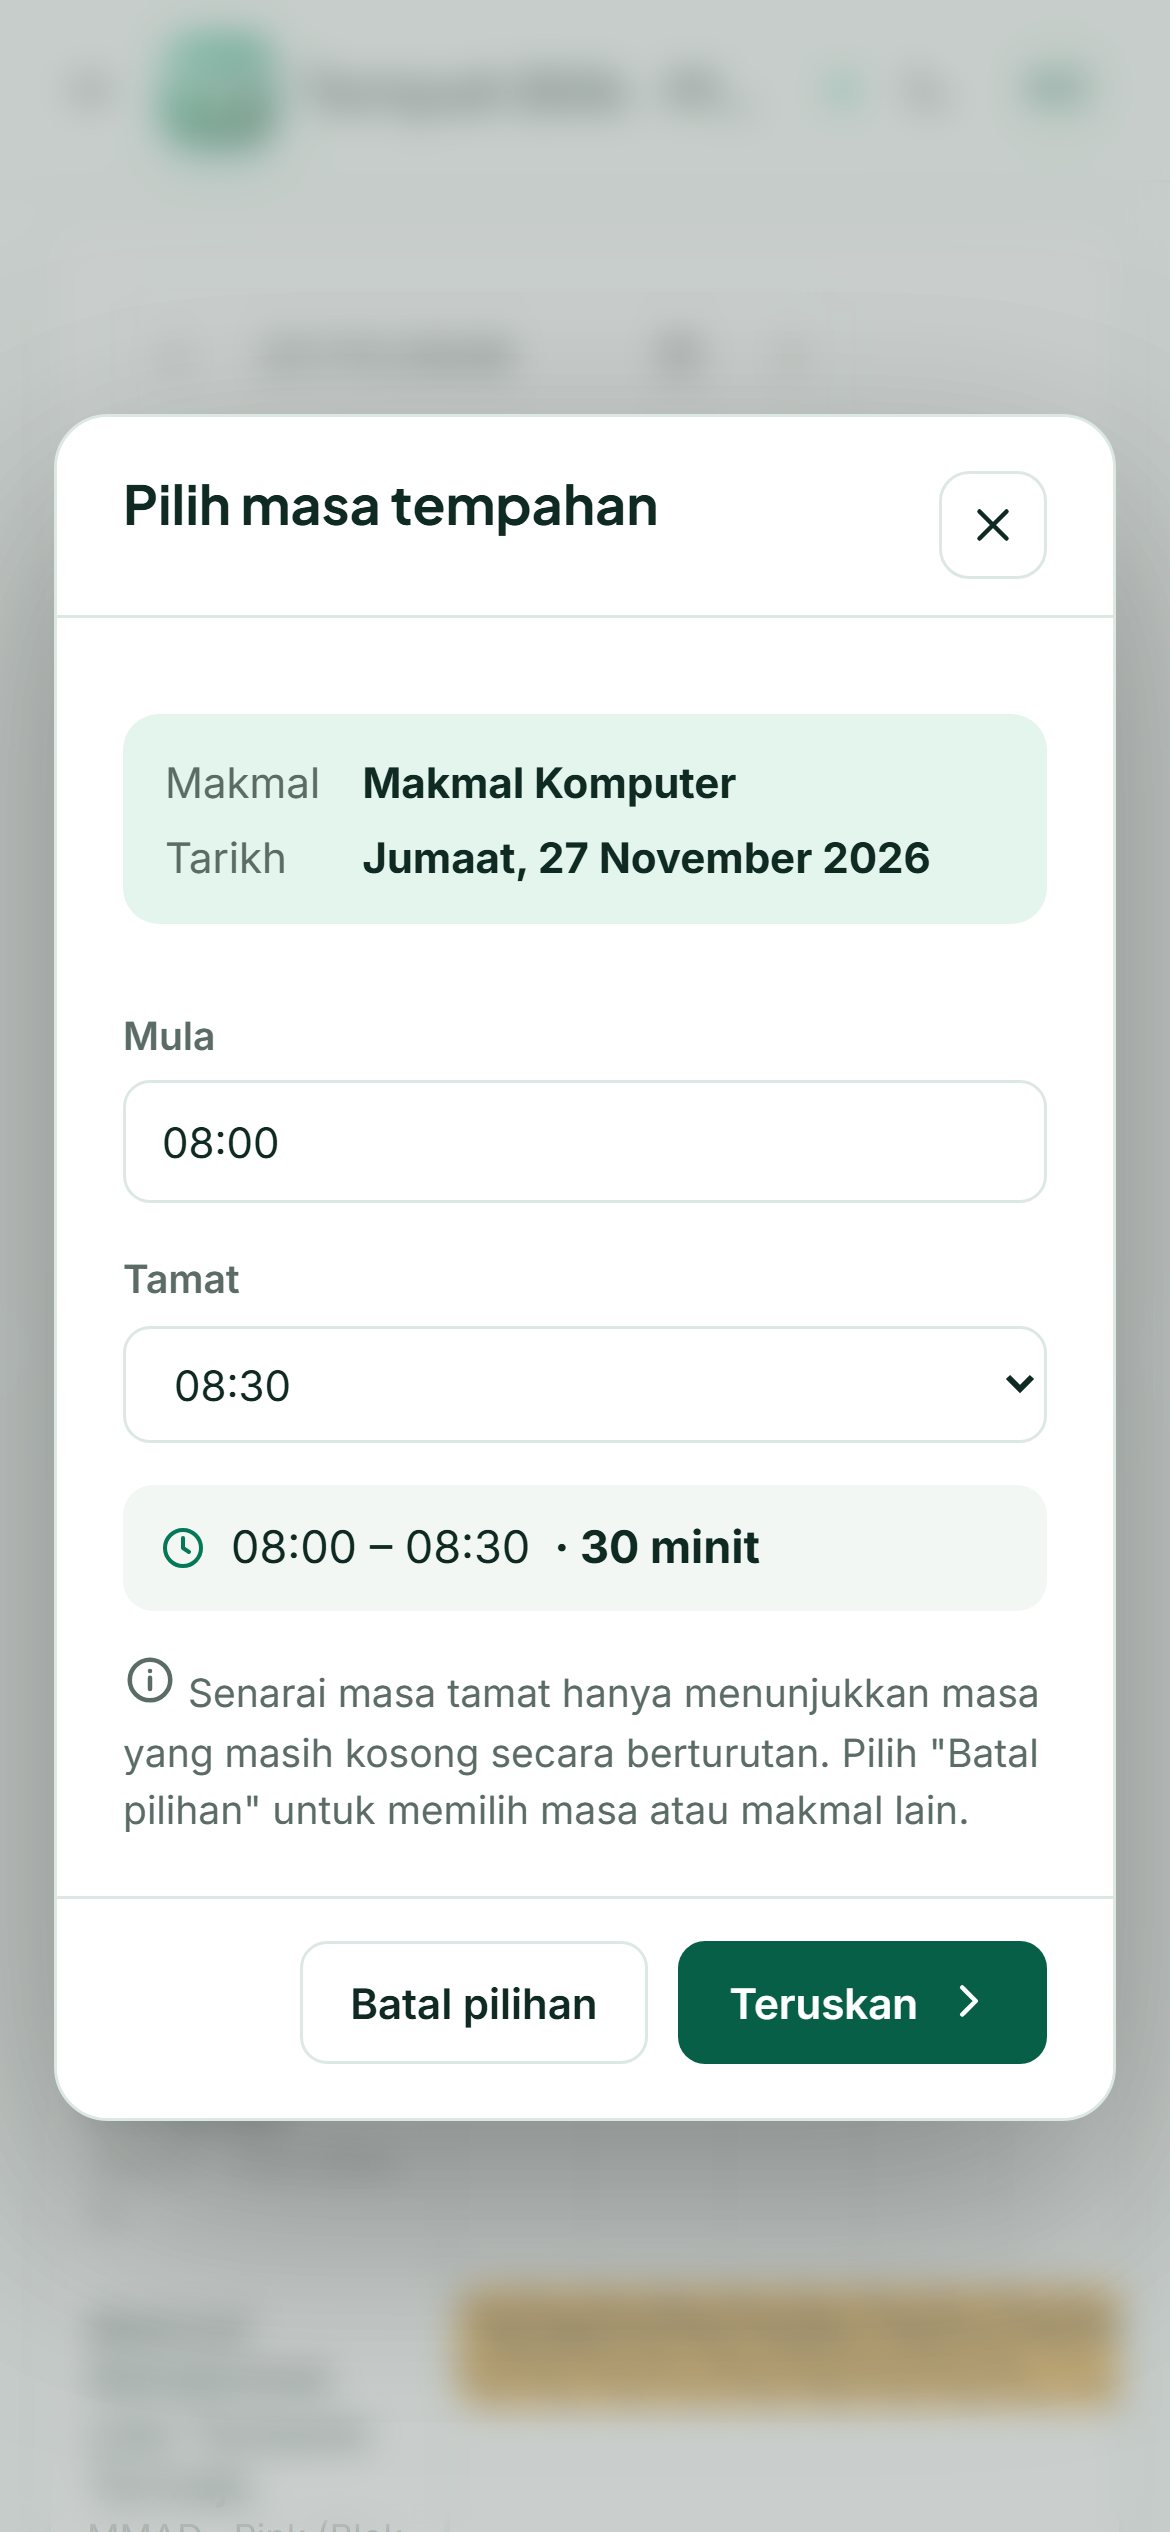 Pilih masa tempahan
Makmal Makmal Komputer
Tarikh Jumaat, 27 November 2026
Mula
08:00
Tamat
08:30
08:00 – 08:30 · 30 minit
Senarai masa tamat hanya menunjukkan masa
yang masih kosong secara berturutan. Pilih "Batal
pilihan" untuk memilih masa atau makmal lain.
Batal pilihan
Teruskan